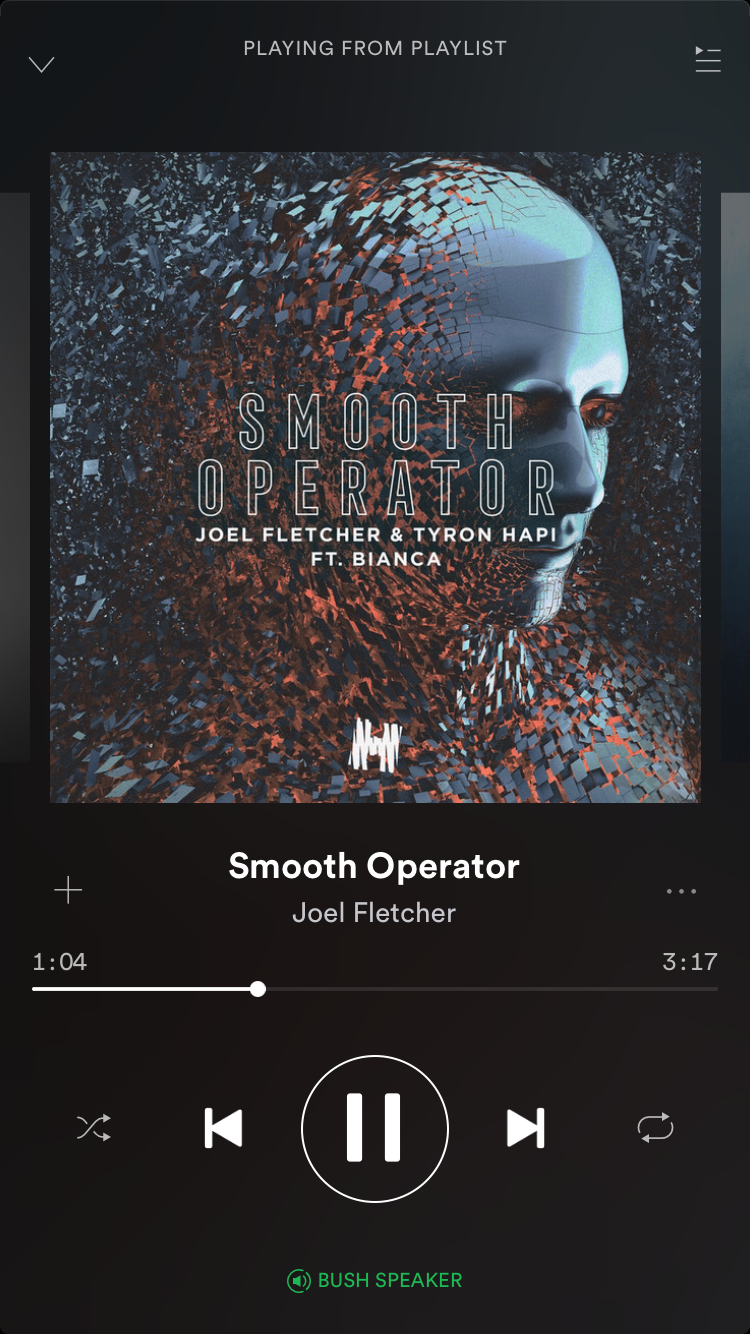 PLAYING FROM PLAYLIST
SMOOTH
OPERATOR
JOEL FLETCHER & TYRON HAPI
FT. BIANCA
Smooth Operator
Joel Fletcher
1:04 3:17
BUSH SPEAKER